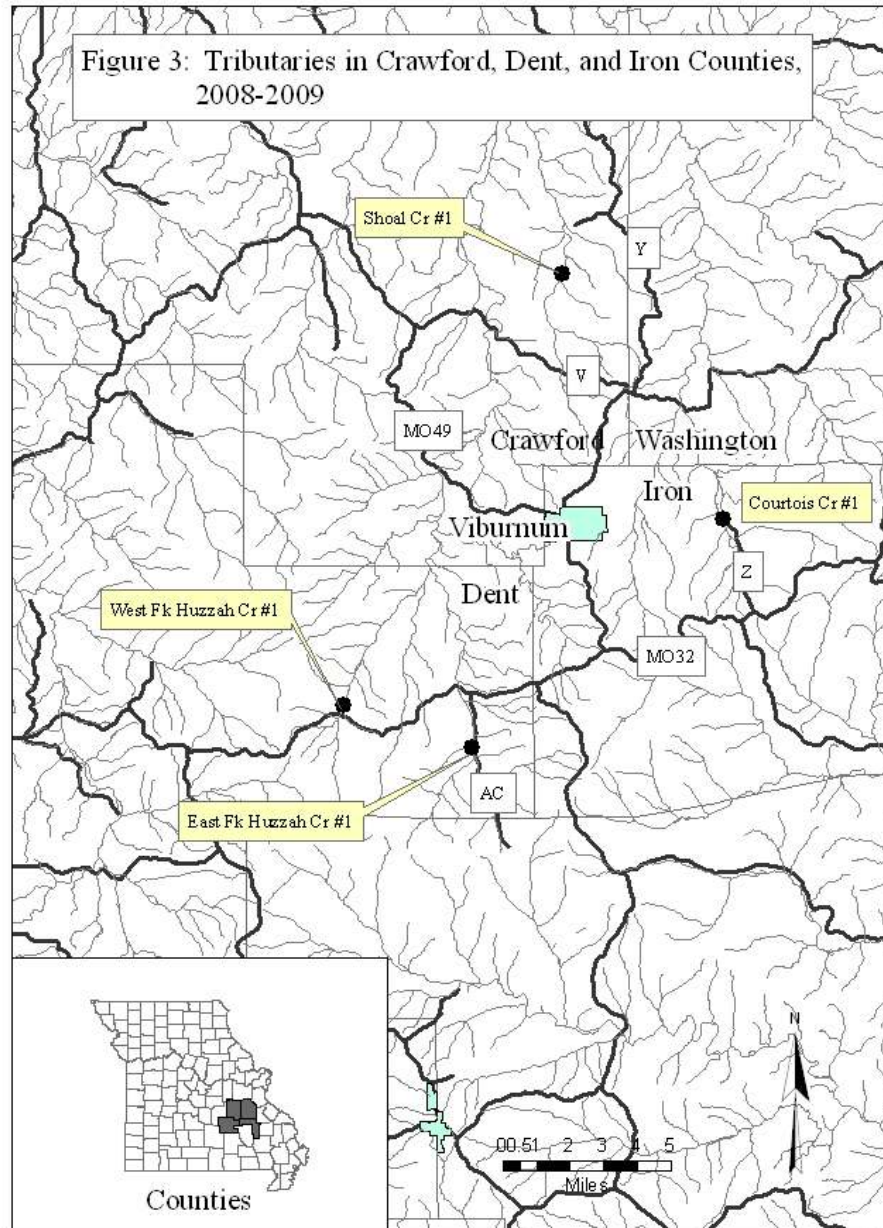 Figure 3: Tributaries in Crawford, Dent, and Iron Counties,
2008-2009
Shoal Cr #1
Y
V
MO49
Crawford
Washington
Iron
Courtois Cr #1
Viburnum
Z
Dent
West Fk Huzzah Cr #1
MO32
AC
East Fk Huzzah Cr #1
N
0 0.5 1 2 3 4 5
Miles
Counties